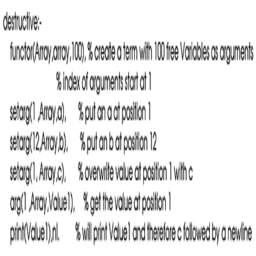 destructive:-
functor(Array,array,100), % create a term with 100 free Variables as arguments
% index of arguments start at 1
setarg(1 ,Array,a), % put an a at position 1
setarg(12,Array,b), % put an b at position 12
setarg(1, Array,c), % overwrite value at position 1 with c
arg(1 ,Array,Value1), % get the value at position 1
print(Value1),nl. % will print Value1 and therefore c followed by a newline